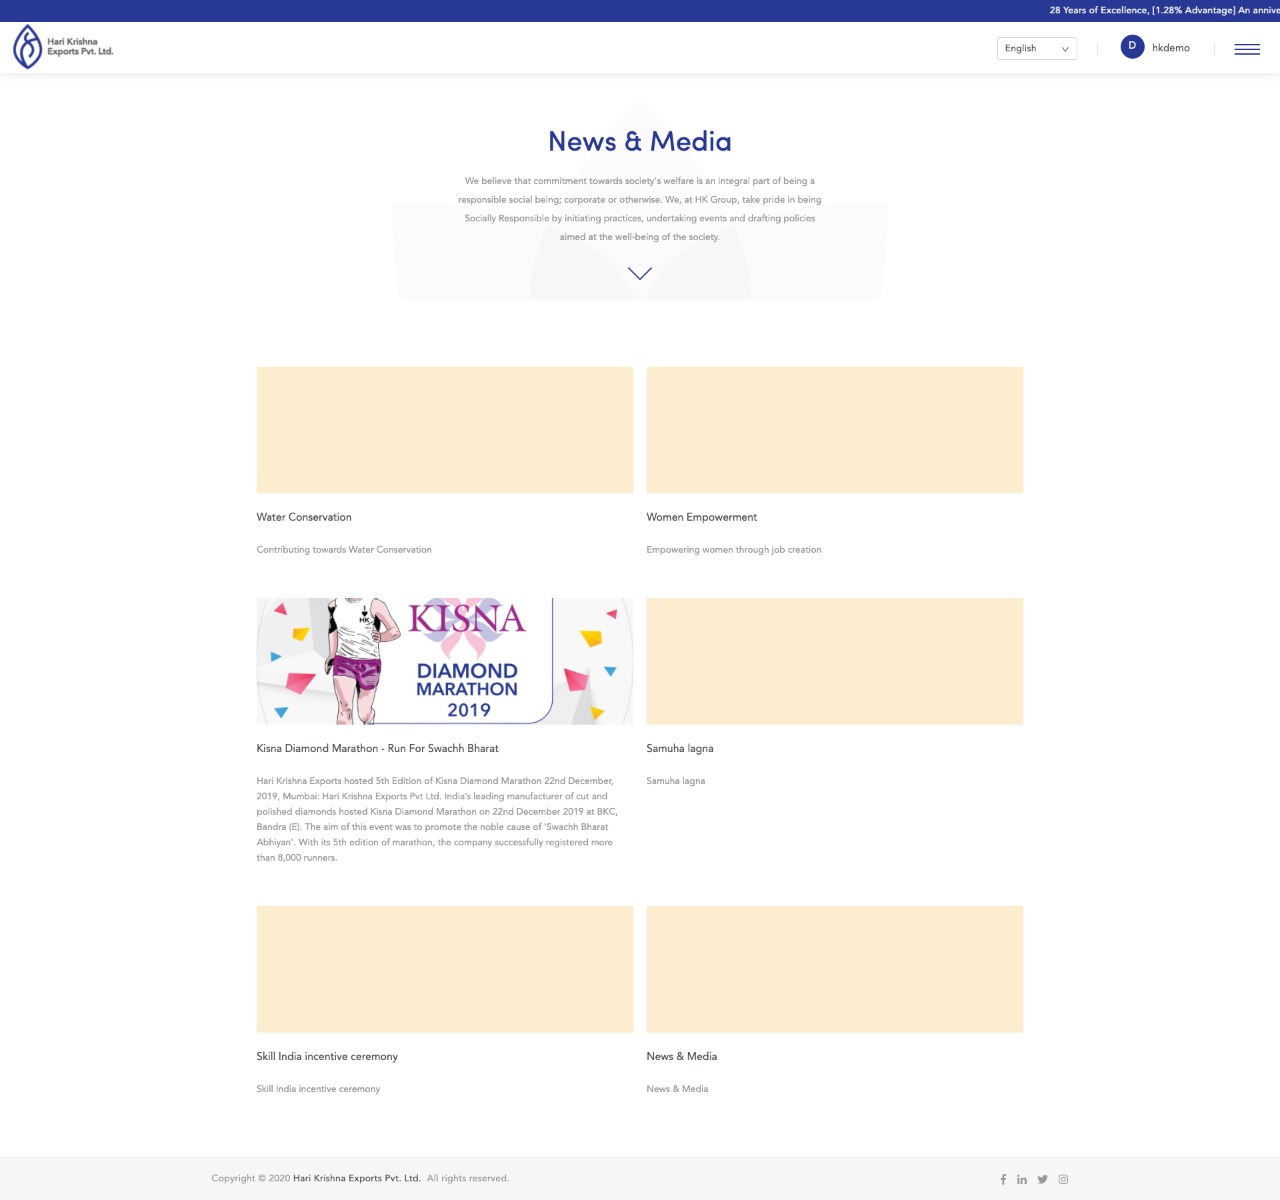 28 Years of Excellence, [1.28% Advantage] An
Hari Krishna
Exports Pvt. Ltd.
English
D
hkdemo
News & Media
We believe that commitment towards society's welfare is an integral part of being a
responsible social being; corporate or otherwise. We, at HK Group, take pride in being
Socially Responsible by initiating practices, undertaking events and drafting policies
aimed at the well-being of the society.
Water Conservation
Women Empowerment
Contributing towards Water Conservation
Empowering women through job creation
I
HK
KISNA
DIAMOND
MARATHON
2019
Kisna Diamond Marathon - Run For Swachh Bharat
Samuha lagna
Hari Krishna Exports hosted 5th Edition of Kisna Diamond Marathon 22nd December,
2019, Mumbai: Hari Krishna Exports Pvt Ltd. India's leading manufacturer of cut and
polished diamonds hosted Kisna Diamond Marathon on 22nd December 2019 at BKC,
Bandra (E). The aim of this event was to promote the noble cause of 'Swachh Bharat
Abhiyan'. With its 5th edition of marathon, the company successfully registered more
than 8,000 runners.
Samuha lagna
Skill India incentive ceremony
News & Media
Skill India incentive ceremony
News & Media
Copyright © 2020 Hari Krishna Exports Pvt. Ltd. All rights reserved.